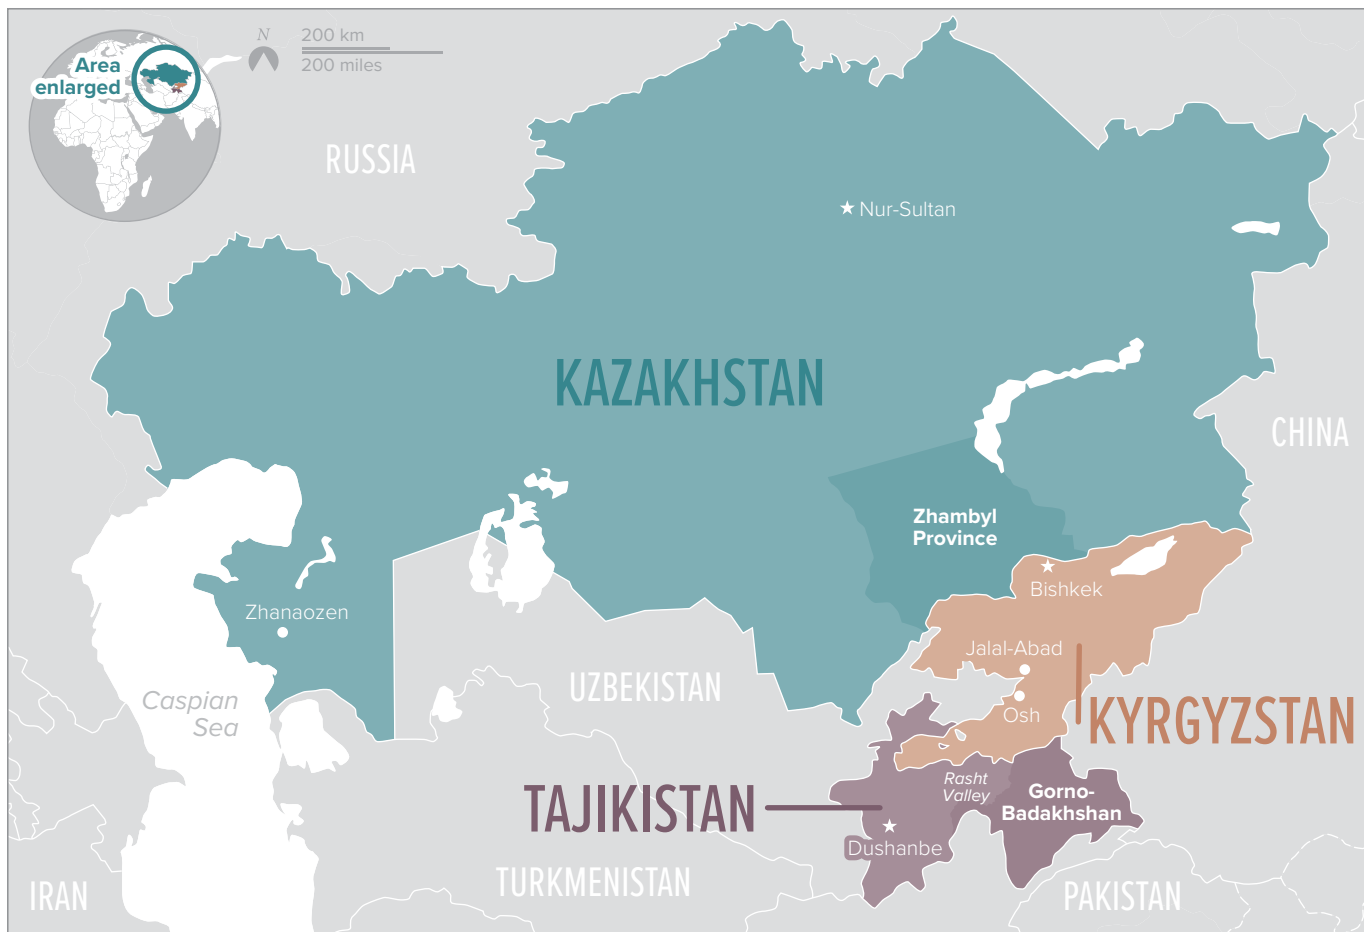 Area
enlarged
N
200 km
200 miles
RUSSIA
Nur-Sultan
KAZAKHSTAN
CHINA
Zhambyl
Province
Bishkek
Zhanaozen
Jalal-Abad
UZBEKISTAN
Caspian
Sea
Osh
KYRGYZSTAN
Rasht
Valley
Gorno-
Badakhshan
TAJIKISTAN
Dushanbe
TURKMENISTAN
IRAN
PAKISTAN